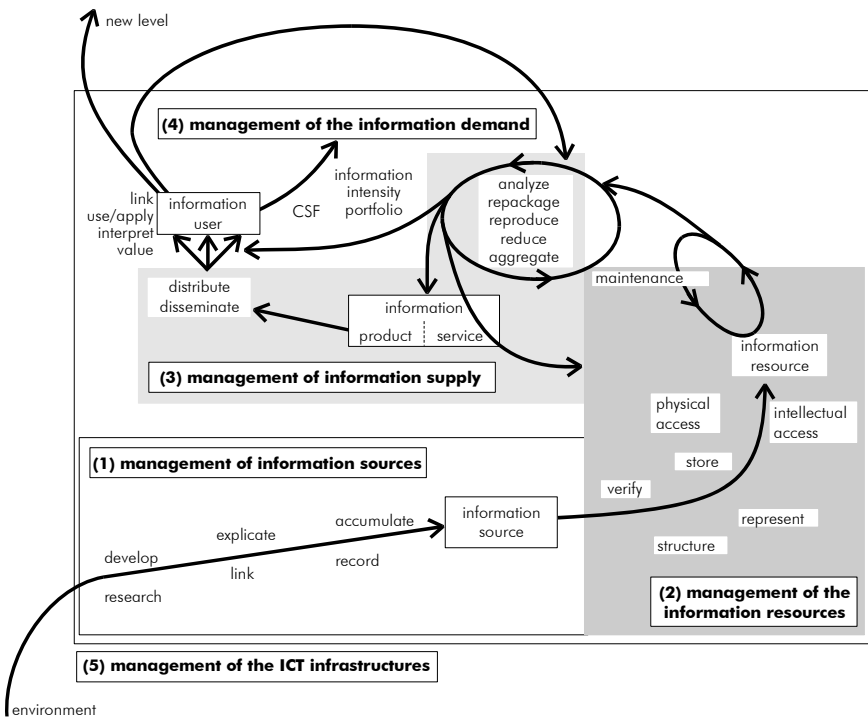 new level
(4) management of the information demand
information
intensity
portfolio
CSF
link
use/apply
interpret
value
information
user
analyze
repackage
reproduce
reduce
aggregate
maintenance
distribute
disseminate
information
product
service
(3) management of information supply
information
resource
physical
access
intellectual
access
store
verify
represent
structure
(2) management of the
information resources
(1) management of information sources
information
source
accumulate
explicate
develop
record
link
research
(5) management of the ICT infrastructures
environment